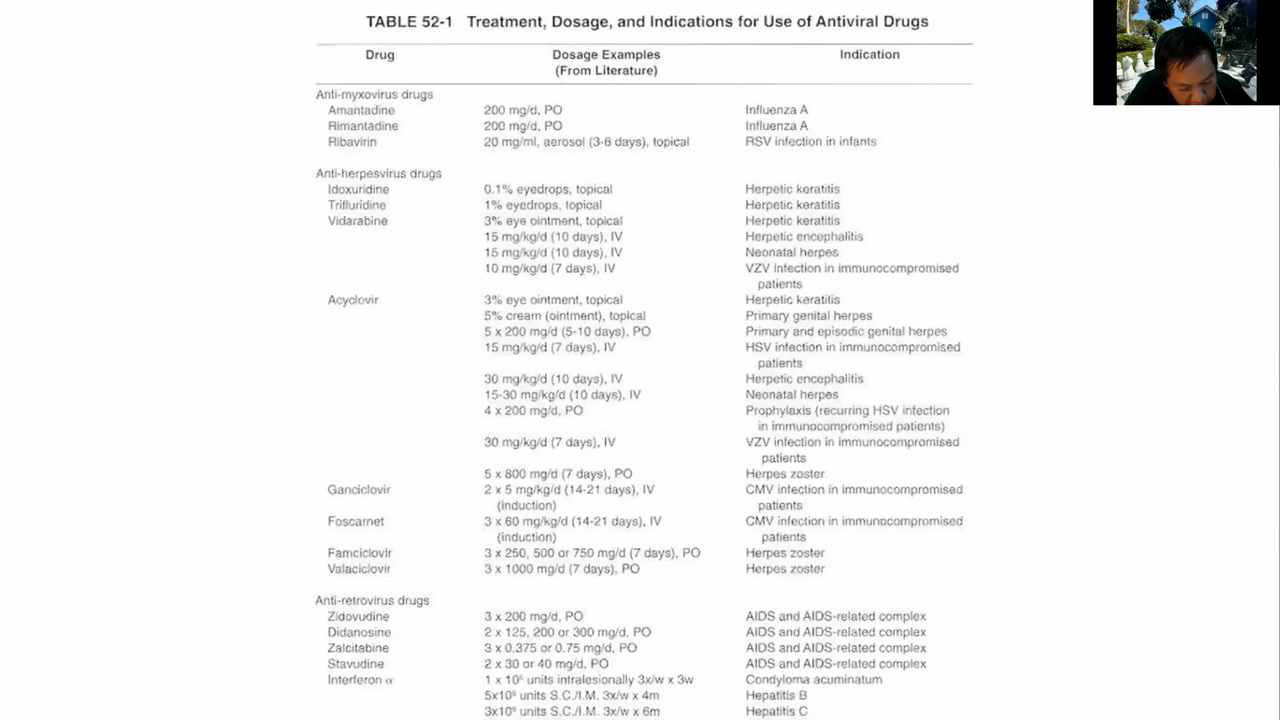 TABLE 52-1 Treatment, Dosage, and Indications for Use of Antiviral Drugs
Drug Dosage Examples Indication
(From Literature)
Anti-myxovirus drugs
Amantadine 200 mg/d, PO Influenza A
Rimantadine 200 mg/d, PO Influenza A
Ribavirin 20 mg/ml, aerosol (3-6 days), topical RSV infection in infants
Anti-herpesvirus drugs
Idoxuridine 0.1% eyedrops, topical Herpetic keratitis
Trifluridine 1% eyedrops, topical Herpetic keratitis
Vidarabine 3% eye ointment, topical Herpetic keratitis
15 mg/kg/d (10 days), IV Herpetic encephalitis
15 mg/kg/d (10 days), IV Neonatal herpes
10 mg/kg/d (7 days), IV VZV infection in immunocompromised
patients
Acyclovir 3% eye ointment, topical Herpetic keratitis
5% cream (ointment), topical Primary genital herpes
5 x 200 mg/d (5-10 days), PO Primary and episodic genital herpes
15 mg/kg/d (7 days), IV HSV infection in immunocompromised
patients
30 mg/kg/d (10 days), IV Herpetic encephalitis
15-30 mg/kg/d (10 days), IV Neonatal herpes
4 x 200 mg/d, PO Prophylaxis (recurring HSV infection
in immunocompromised patients)
30 mg/kg/d (7 days), IV VZV infection in immunocompromised
patients
5 x 800 mg/d (7 days), PO Herpes zoster
Ganciclovir 2 x 5 mg/kg/d (14-21 days), IV CMV infection in immunocompromised
(induction) patients
Foscarnet 3 x 60 mg/kg/d (14-21 days), IV CMV infection in immunocompromised
(induction) patients
Famciclovir 3 x 250, 500 or 750 mg/d (7 days), PO Herpes zoster
Valaciclovir 3 x 1000 mg/d (7 days), PO Herpes zoster
Anti-retrovirus drugs
Zidovudine 3 x 200 mg/d, PO AIDS and AIDS-related complex
Didanosine 2 x 125, 200 or 300 mg/d, PO AIDS and AIDS-related complex
Zalcitabine 3 x 0.375 or 0.75 mg/d, PO AIDS and AIDS-related complex
Stavudine 2 x 30 or 40 mg/d, PO AIDS and AIDS-related complex
Interferon α 1 x 10⁶ units intralesionally 3x/w x 3w Condyloma acuminatum
units S.C./I.M. 3x/w x 4m Hepatitis B
units S.C./I.M. 3x/w x 6m Hepatitis C